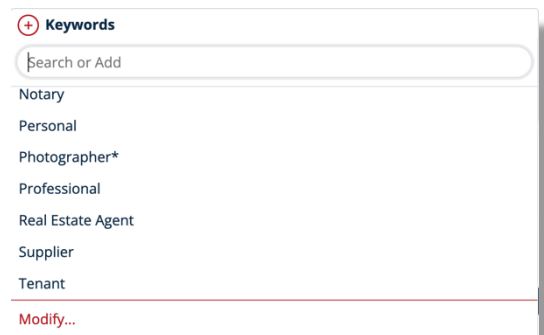 Keywords
Search or Add
Notary
Personal
Photographer*
Professional
Real Estate Agent
Supplier
Tenant
Modify...